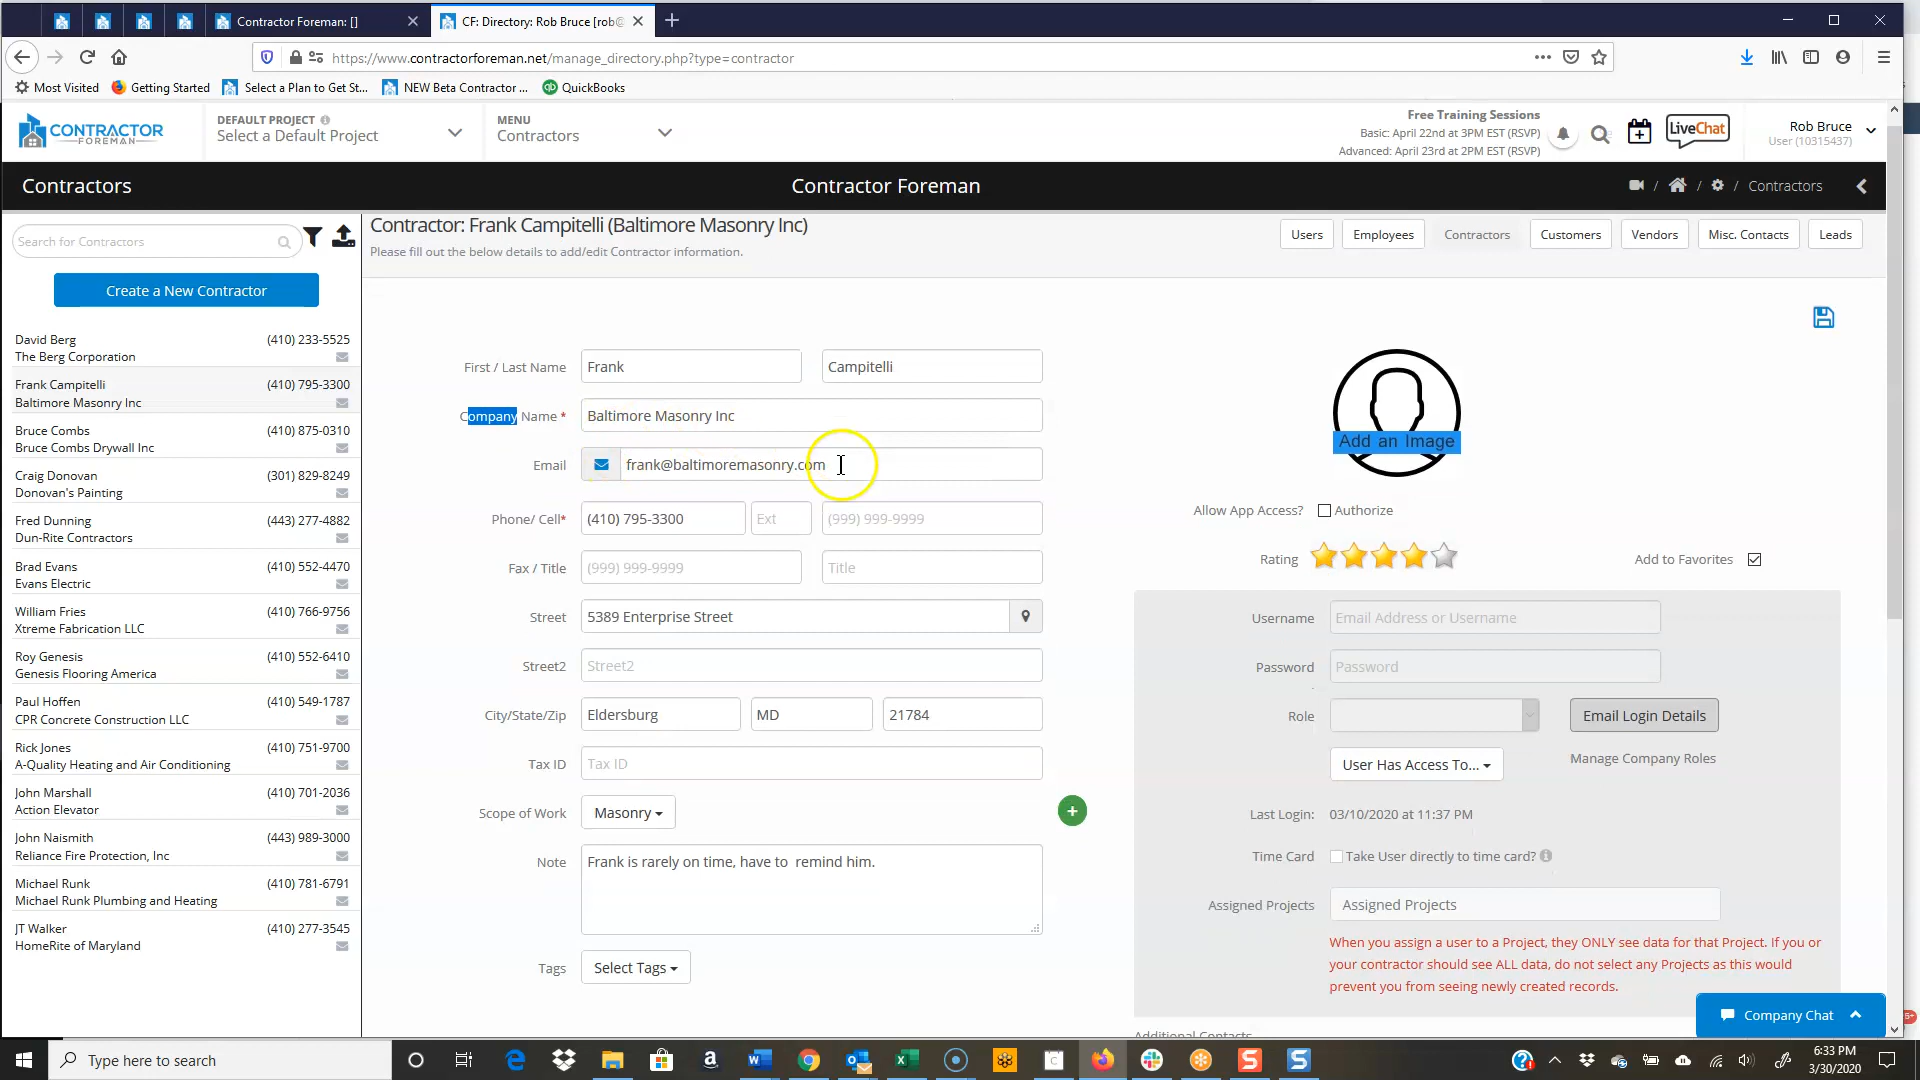 Contractor Foreman: []
CF: Directory: Rob Bruce [rob@
https://www.contractorforeman.net/manage_directory.php?type=contractor
Most Visited
Getting Started
Select a Plan to Get St...
NEW Beta Contractor ...
QuickBooks
CONTRACTOR
FOREMAN
DEFAULT PROJECT
Select a Default Project
MENU
Contractors
Free Training Sessions
Basic: April 22nd at 3PM EST (RSVP)
Advanced: April 23rd at 2PM EST (RSVP)
LiveChat
Rob Bruce
User (10315437)
Contractors
Contractor Foreman
/ / / Contractors
Search for Contractors
Create a New Contractor
David Berg (410) 233-5525
The Berg Corporation
Frank Campitelli (410) 795-3300
Baltimore Masonry Inc
Bruce Combs (410) 875-0310
Bruce Combs Drywall Inc
Craig Donovan (301) 829-8249
Donovan's Painting
Fred Dunning (443) 277-4882
Dun-Rite Contractors
Brad Evans (410) 552-4470
Evans Electric
William Fries (410) 766-9756
Xtreme Fabrication LLC
Roy Genesis (410) 552-6410
Genesis Flooring America
Paul Hoffen (410) 549-1787
CPR Concrete Construction LLC
Rick Jones (410) 751-9700
A-Quality Heating and Air Conditioning
John Marshall (410) 701-2036
Action Elevator
John Naismith (443) 989-3000
Reliance Fire Protection, Inc
Michael Runk (410) 781-6791
Michael Runk Plumbing and Heating
JT Walker (410) 277-3545
HomeRite of Maryland
Contractor: Frank Campitelli (Baltimore Masonry Inc)
Please fill out the below details to add/edit Contractor information.
Users
Employees
Contractors
Customers
Vendors
Misc. Contacts
Leads
First / Last Name Frank Campitelli
Company Name * Baltimore Masonry Inc
Email frank@baltimoremasonry.com
Phone/ Cell* (410) 795-3300 Ext (999) 999-9999
Fax / Title (999) 999-9999 Title
Street 5389 Enterprise Street
Street2 Street2
City/State/Zip Eldersburg MD 21784
Tax ID Tax ID
Scope of Work Masonry
Note Frank is rarely on time, have to  remind him.
Tags Select Tags
Add an Image
Allow App Access? Authorize
Rating
Add to Favorites
Username Email Address or Username
Password Password
Role
Email Login Details
User Has Access To...
Manage Company Roles
Last Login: 03/10/2020 at 11:37 PM
Time Card Take User directly to time card?
Assigned Projects Assigned Projects
When you assign a user to a Project, they ONLY see data for that Project. If you or
your contractor should see ALL data, do not select any Projects as this would
prevent you from seeing newly created records.
Additional Contacts
Company Chat
Type here to search
6:33 PM
3/30/2020